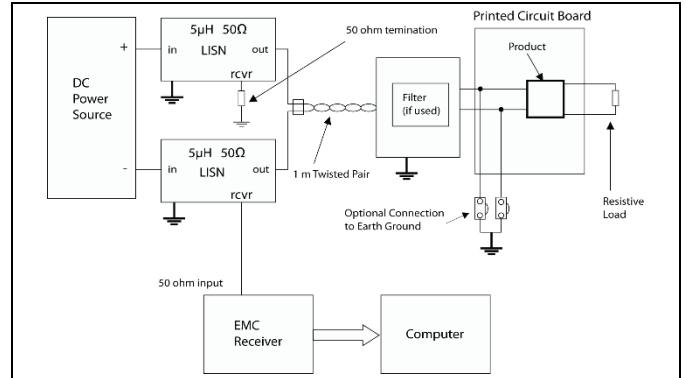 Printed Circuit Board
5µH 50Ω
in LISN out
rcvr
50 ohm temination
Product
+
DC
Power
Source
Filter
(if used)
-
5µH 50Ω
in LISN out
rcvr
1 m Twisted Pair
Optional Connection
to Earth Ground
Resistive
Load
50 ohm input
EMC
Receiver
Computer